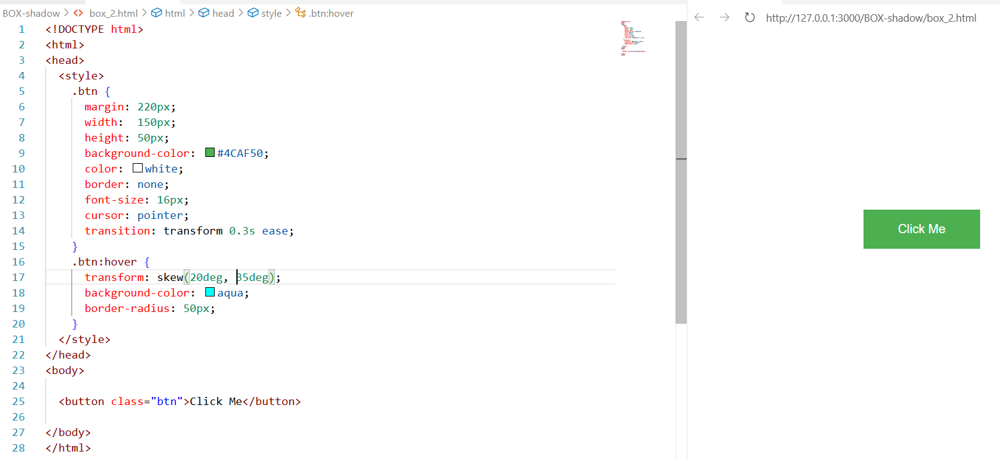 BOX-shadow > <> box_2.html > html > head > style > .btn:hover
1 <!DOCTYPE html>
2 <html>
3 <head>
4 <style>
5 .btn {
6 margin: 220px;
7 width:  150px;
8 height: 50px;
9 background-color: #4CAF50;
10 color: white;
11 border: none;
12 font-size: 16px;
13 cursor: pointer;
14 transition: transform 0.3s ease;
15 }
16 .btn:hover {
17 transform: skew(20deg, 35deg);
18 background-color: aqua;
19 border-radius: 50px;
20 }
21 </style>
22 </head>
23 <body>
24
25 <button class="btn">Click Me</button>
26
27 </body>
28 </html>
http://127.0.0.1:3000/BOX-shadow/box_2.html
Click Me